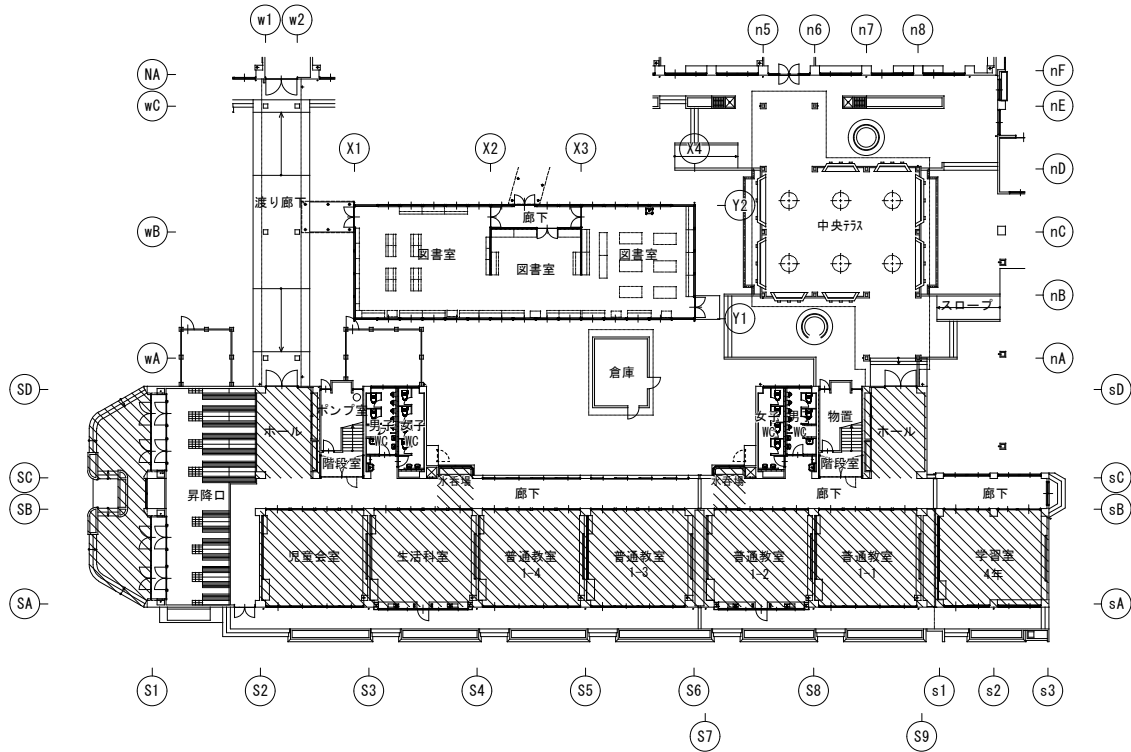 w1 w2
n5 n6 n7 n8
NA
nF
wC
nE
X1 X2 X3 X4
nD
渡り廊下
Y2
廊下
wB
中央ﾃﾗｽ
nC
図書室 図書室 図書室
nB
スロープ
Y1
wA
nA
倉庫
SD
sD
ポンプ室
ホール
男子
WC
女子
WC
階段室
女子
WC
男子
WC
物置
ホール
階段室
SC
sC
水呑場
水呑場
昇降口
廊下 廊下 廊下
SB
sB
児童会室
生活科室
普通教室
1-4
普通教室
1-3
普通教室
1-2
普通教室
1-1
学習室
4年
SA
sA
S1 S2 S3 S4 S5 S6 S8 s1 s2 s3
S7 S9